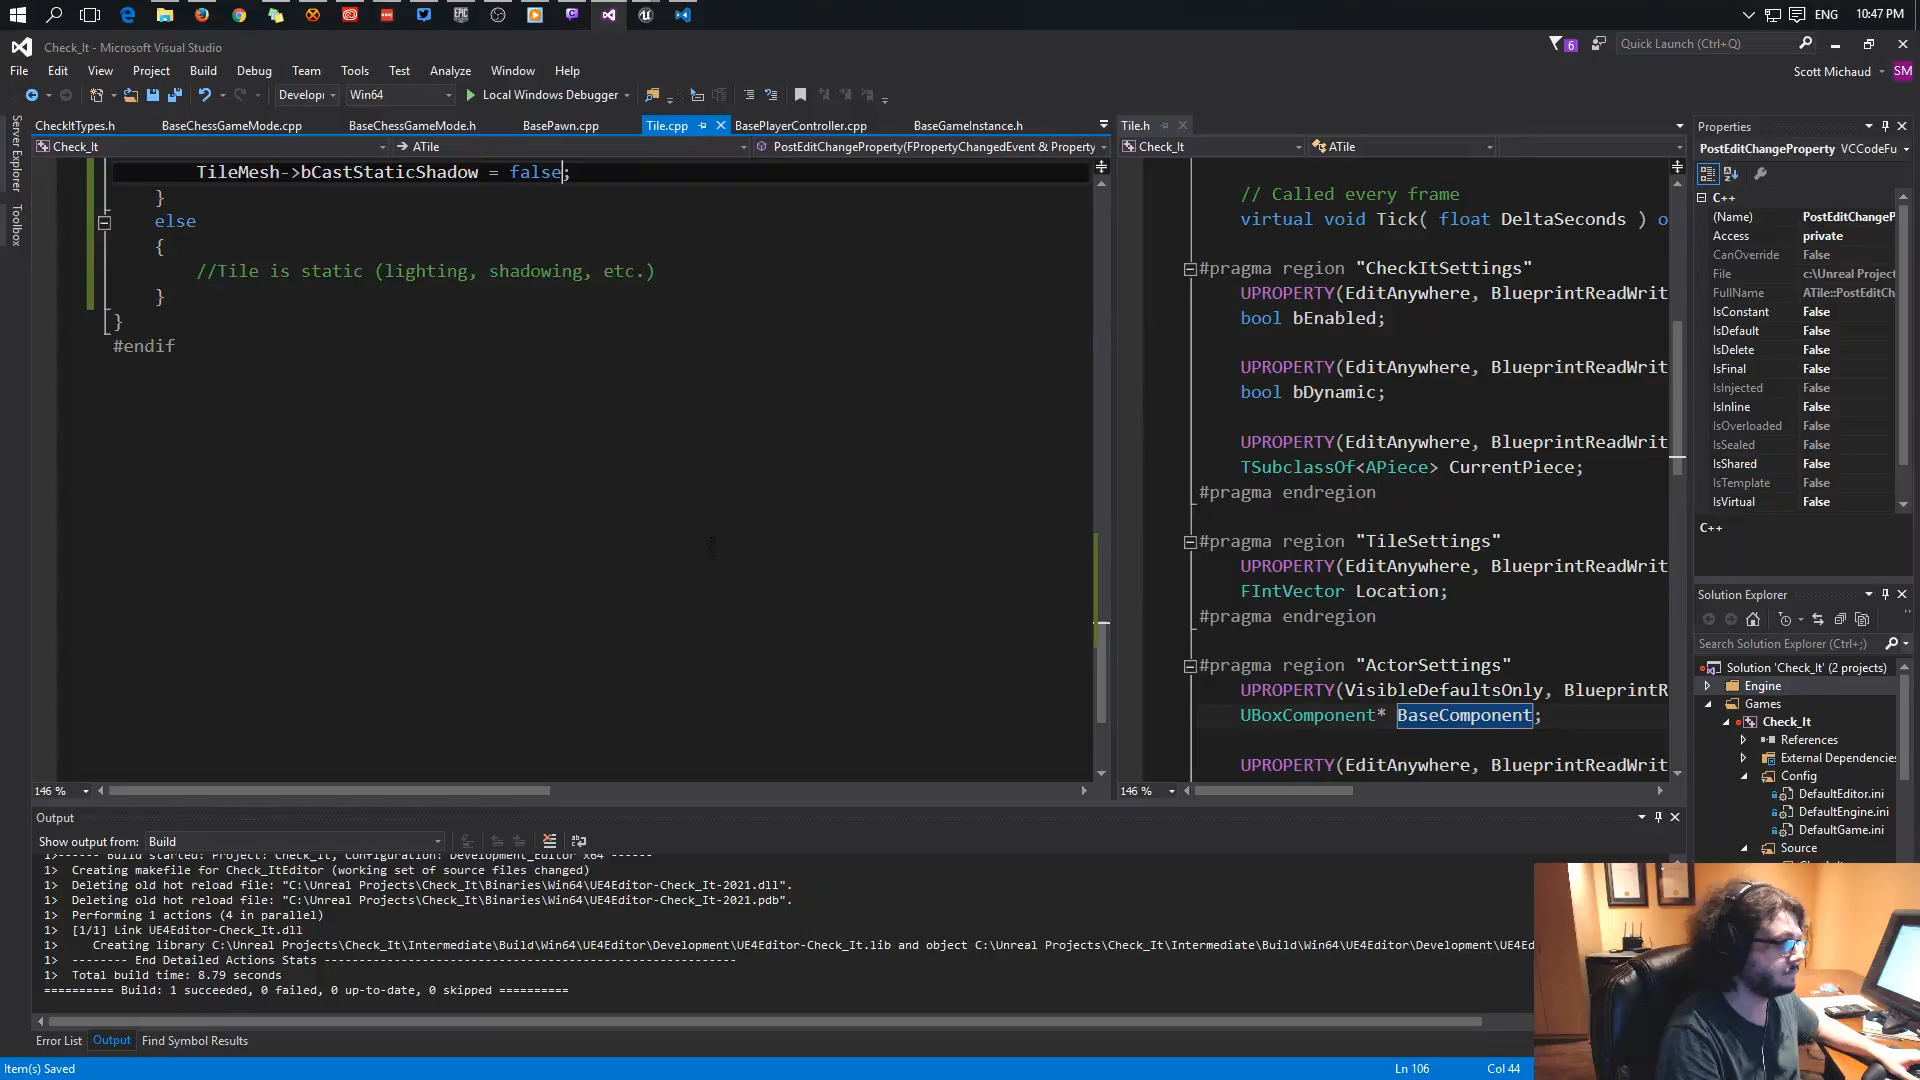 ENG
10:47 PM
Check_It - Microsoft Visual Studio
6
Quick Launch (Ctrl+Q)
File Edit View Project Build Debug Team Tools Test Analyze Window Help
Scott Michaud
SM
Develop
Win64
Local Windows Debugger
Server Explorer
Toolbox
CheckItTypes.h
BaseChessGameMode.cpp
BaseChessGameMode.h
BasePawn.cpp
Tile.cpp
BasePlayerController.cpp
BaseGameInstance.h
Check_It
ATile
PostEditChangeProperty(FPropertyChangedEvent & Property
TileMesh->bCastStaticShadow = false;
}
else
{
//Tile is static (lighting, shadowing, etc.)
}
}
#endif
146 %
Tile.h
Check_It
ATile
// Called every frame
virtual void Tick( float DeltaSeconds ) o
#pragma region "CheckItSettings"
UPROPERTY(EditAnywhere, BlueprintReadWrit
bool bEnabled;
UPROPERTY(EditAnywhere, BlueprintReadWrit
bool bDynamic;
UPROPERTY(EditAnywhere, BlueprintReadWrit
TSubclassOf<APiece> CurrentPiece;
#pragma endregion
#pragma region "TileSettings"
UPROPERTY(EditAnywhere, BlueprintReadWrit
FIntVector Location;
#pragma endregion
#pragma region "ActorSettings"
UPROPERTY(VisibleDefaultsOnly, BlueprintR
UBoxComponent* BaseComponent;
UPROPERTY(EditAnywhere, BlueprintReadWrit
146 %
Properties
PostEditChangeProperty VCCodeFu
C++
(Name) PostEditChangeP
Access private
CanOverride False
File c:\Unreal Project
FullName ATile::PostEditCh
IsConstant False
IsDefault False
IsDelete False
IsFinal False
IsInjected False
IsInline False
IsOverloaded False
IsSealed False
IsShared False
IsTemplate False
IsVirtual False
C++
Solution Explorer
Search Solution Explorer (Ctrl+;)
Solution 'Check_It' (2 projects)
Engine
Games
Check_It
References
External Dependencies
Config
DefaultEditor.ini
DefaultEngine.ini
DefaultGame.ini
Source
Output
Show output from: Build
1>------ Build started: Project: Check_It, Configuration: Development_Editor x64 ------
1> Creating makefile for Check_ItEditor (working set of source files changed)
1> Deleting old hot reload file: "C:\Unreal Projects\Check_It\Binaries\Win64\UE4Editor-Check_It-2021.dll".
1> Deleting old hot reload file: "C:\Unreal Projects\Check_It\Binaries\Win64\UE4Editor-Check_It-2021.pdb".
1> Performing 1 actions (4 in parallel)
1> [1/1] Link UE4Editor-Check_It.dll
1> Creating library C:\Unreal Projects\Check_It\Intermediate\Build\Win64\UE4Editor\Development\UE4Editor-Check_It.lib and object C:\Unreal Projects\Check_It\Intermediate\Build\Win64\UE4Editor\Development\UE4Ed
1> -------- End Detailed Actions Stats -----------------------------------------------------------
1> Total build time: 8.79 seconds
========== Build: 1 succeeded, 0 failed, 0 up-to-date, 0 skipped ==========
Error List Output Find Symbol Results
Item(s) Saved
Ln 106
Col 44